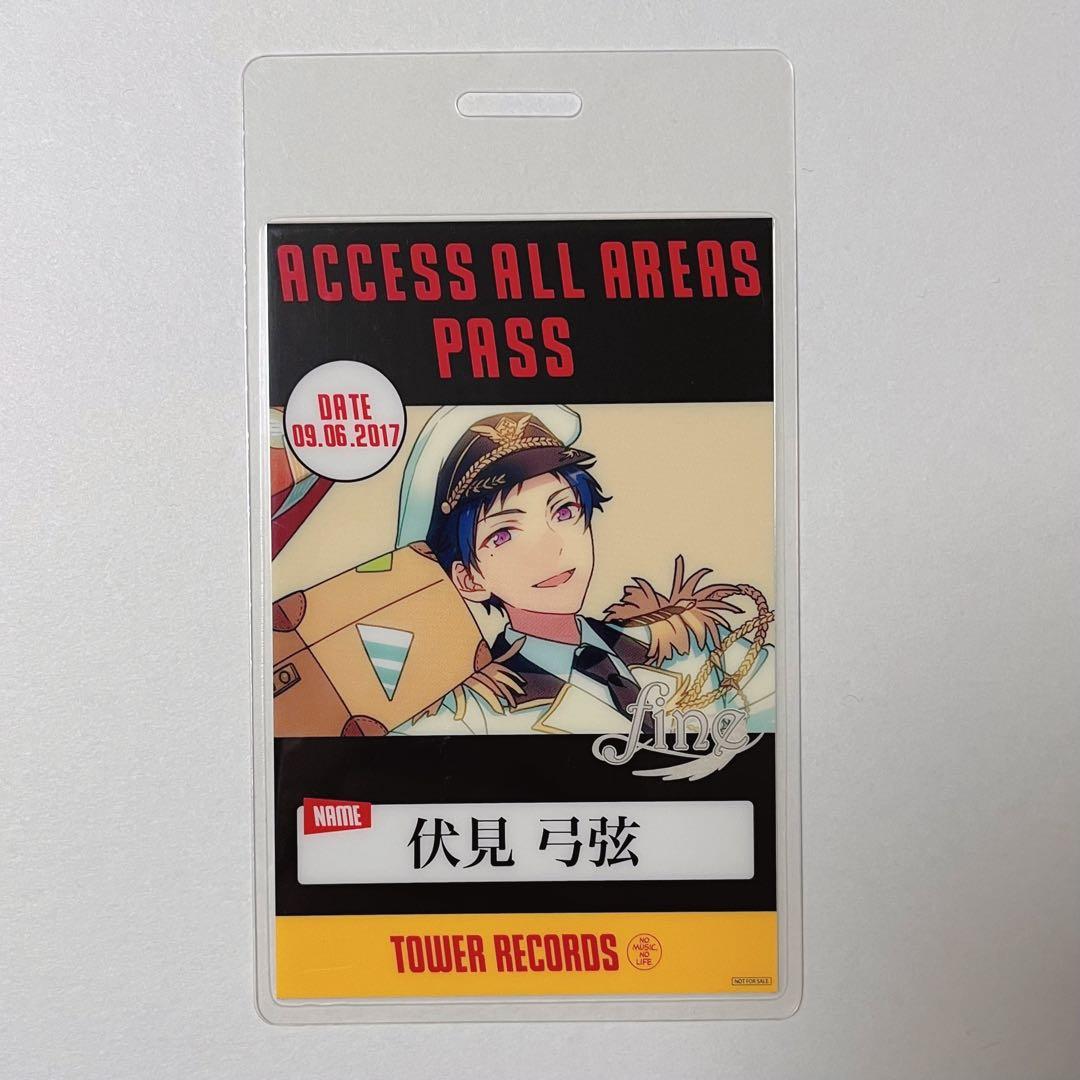 ACCESS ALL AREAS
PASS
DATE
09.06.2017
fine
NAME
伏見 弓弦
TOWER RECORDS
NO
MUSIC,
NO
LIFE.
NOT FOR SALE